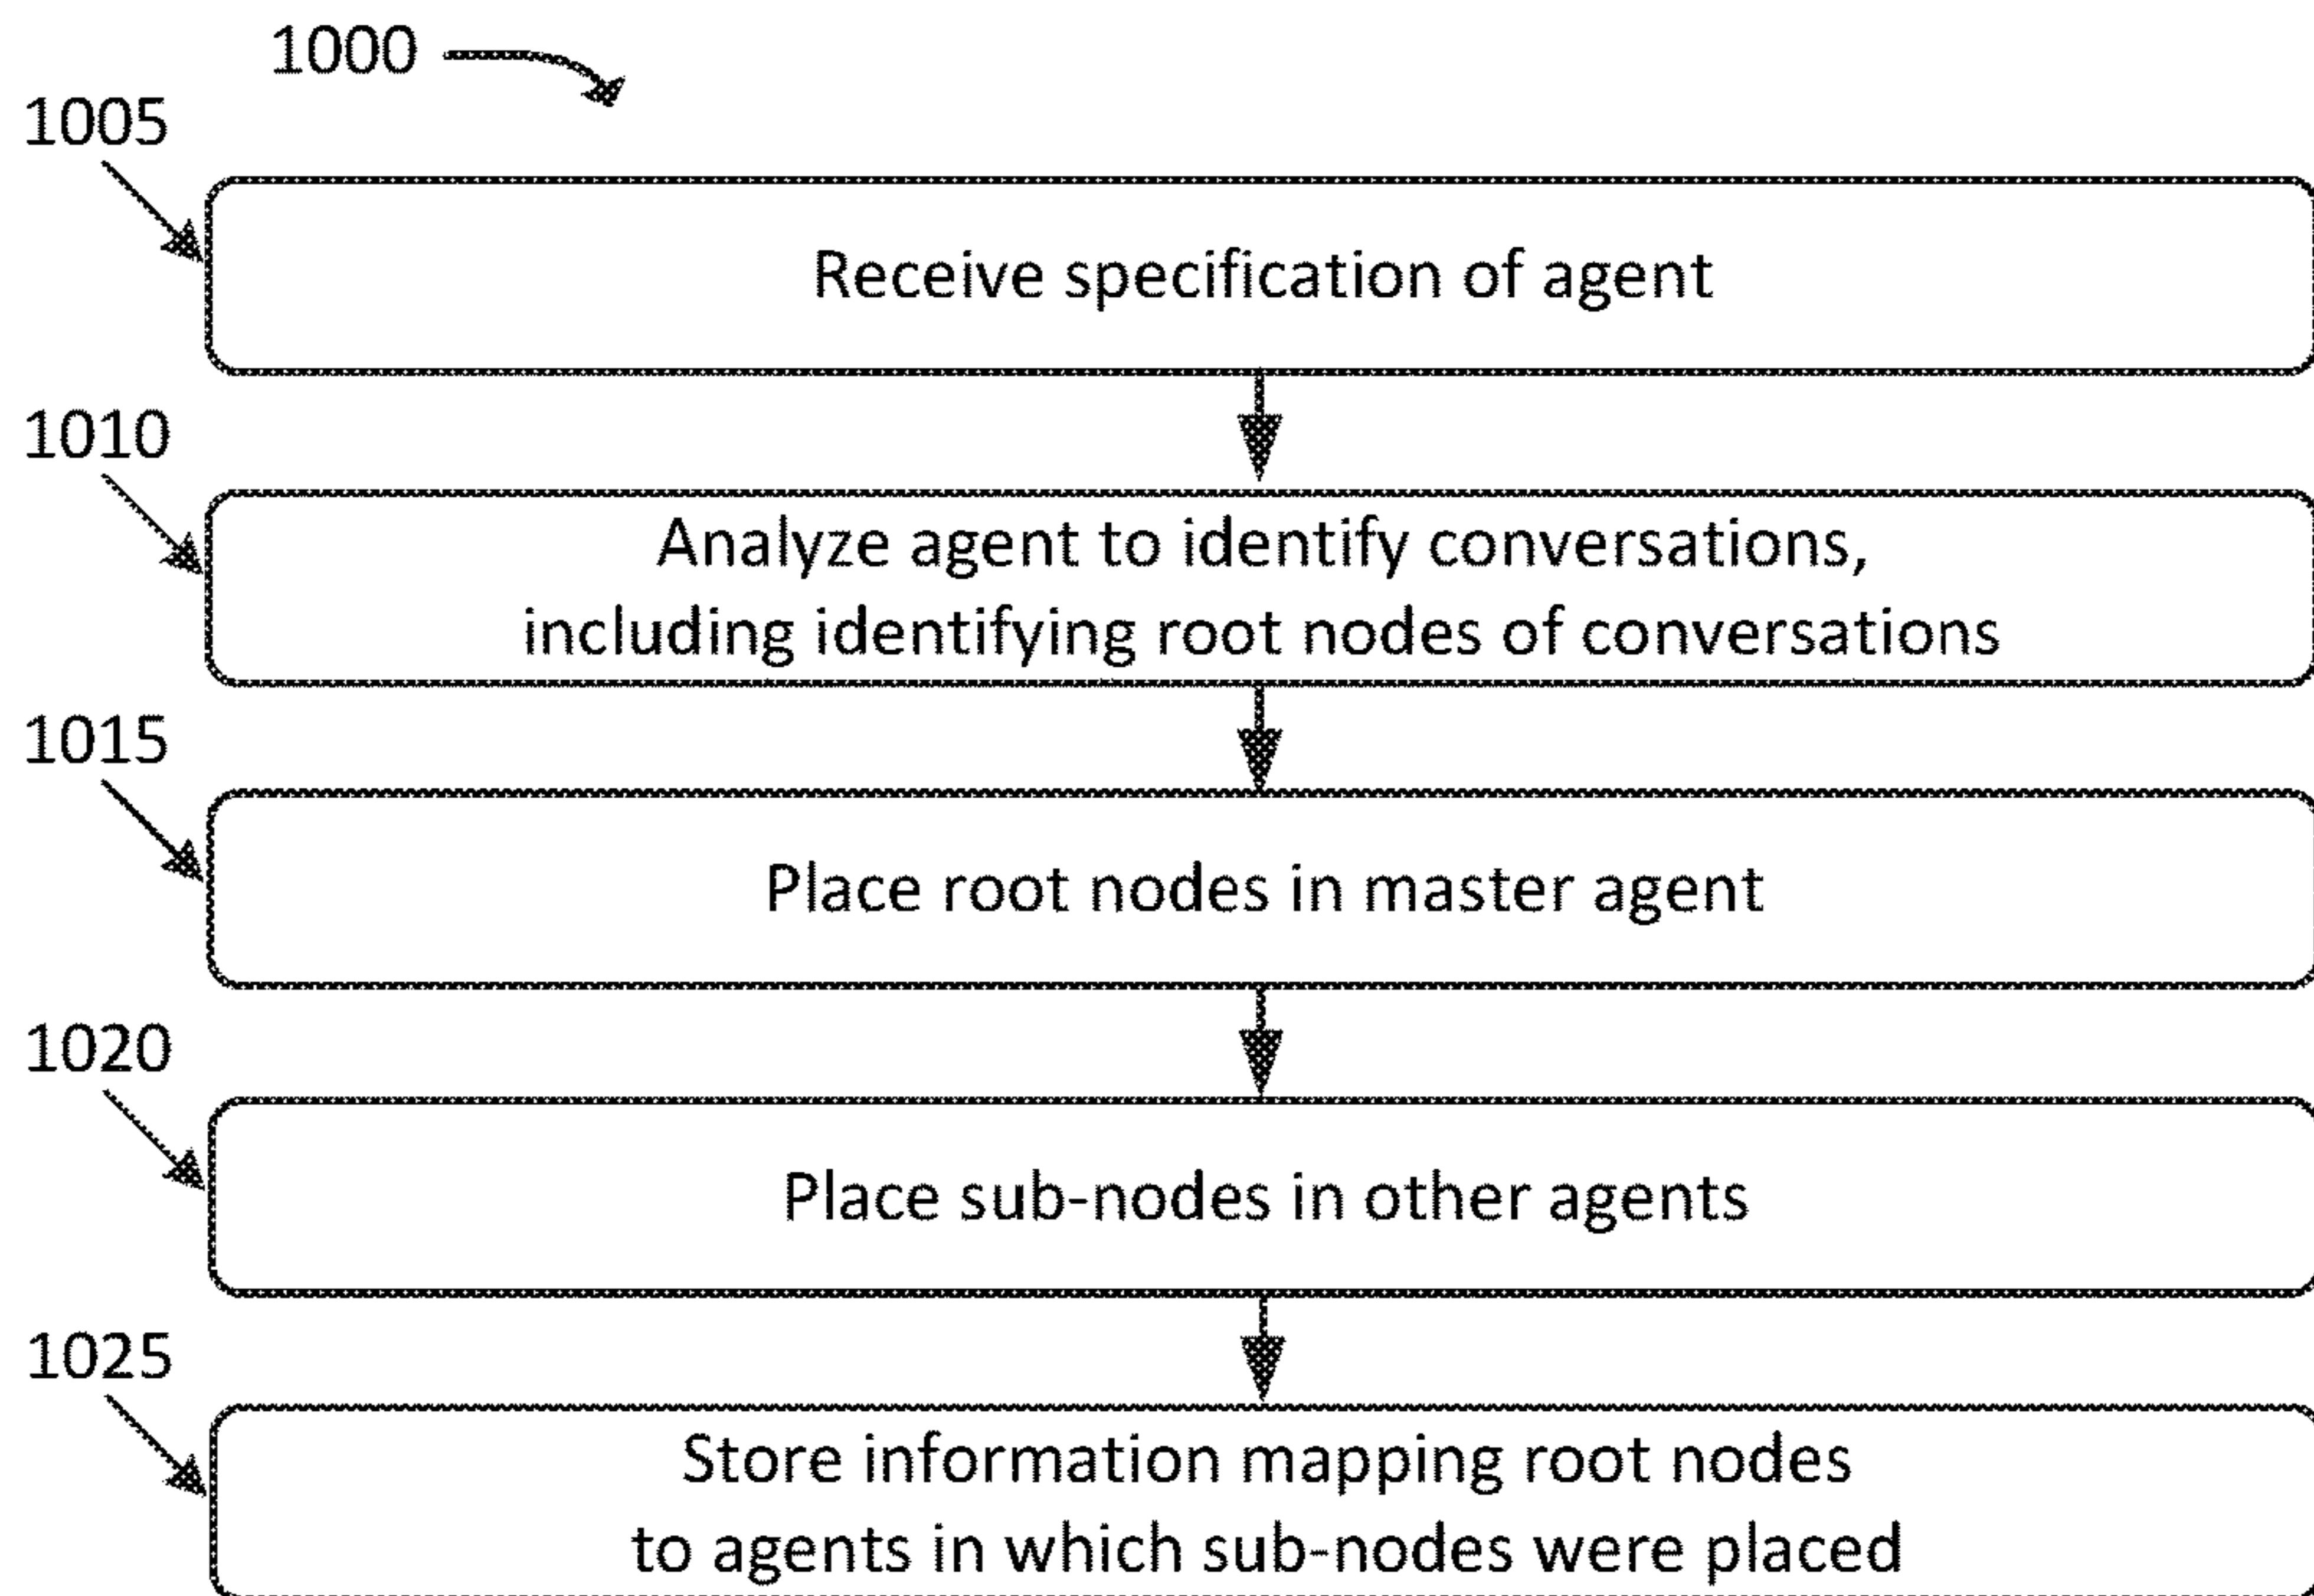 1000
1005
Receive specification of agent
1010
Analyze agent to identify conversations,
including identifying root nodes of conversations
1015
Place root nodes in master agent
1020
Place sub-nodes in other agents
1025
Store information mapping root nodes
to agents in which sub-nodes were placed